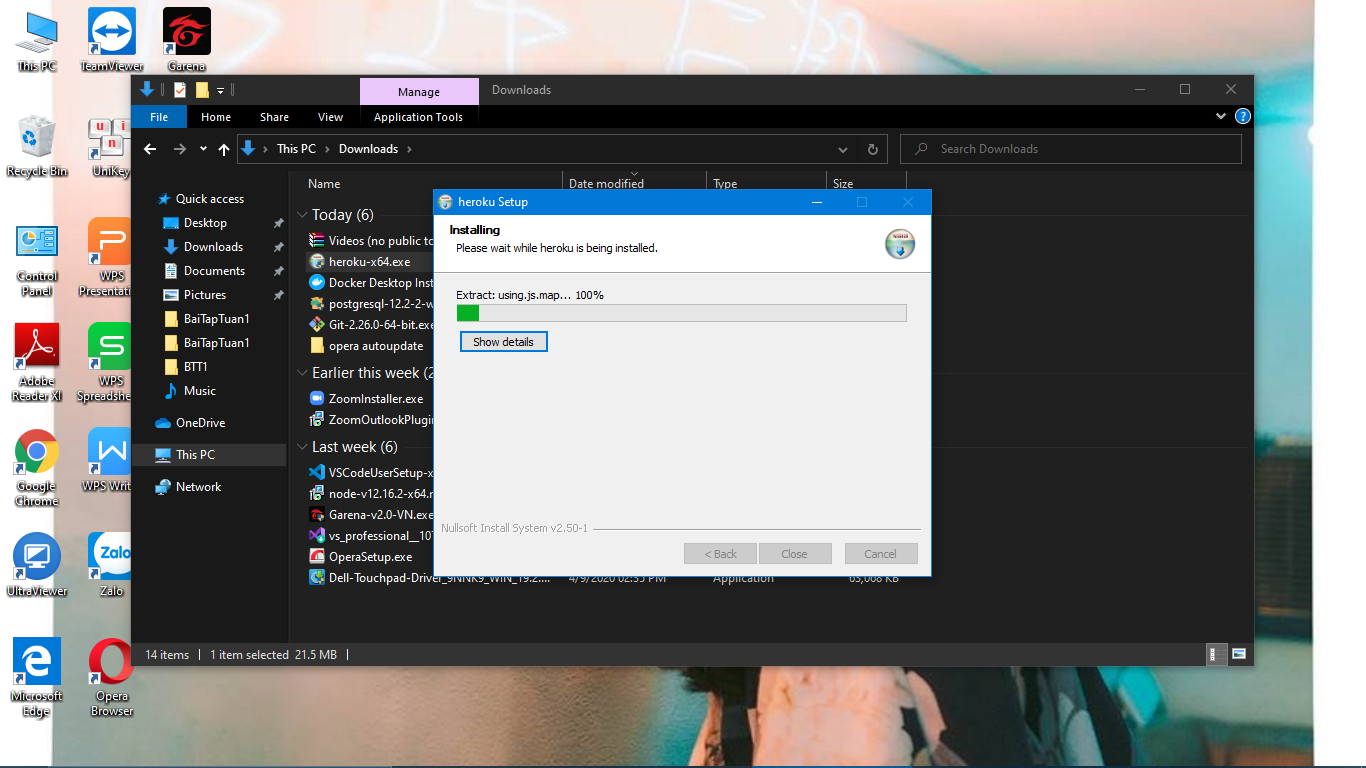 This PC
TeamViewer
Garena
Recycle Bin
UniKey
Control
Panel
WPS
Presentati
Adobe
Reader XI
WPS
Spreadshe
Google
Chrome
WPS Writ
UltraViewer
Zalo
Zalo
Microsoft
Edge
Opera
Browser
Manage
Downloads
File
Home
Share
View
Application Tools
This PC > Downloads >
Search Downloads
Name
Date modified
Type
Size
Quick access
Desktop
Downloads
Documents
Pictures
BaiTapTuan1
BaiTapTuan1
BTT1
Music
OneDrive
This PC
Network
Today (6)
Videos (no public to
heroku-x64.exe
Docker Desktop Inst
postgresql-12.2-2-w
Git-2.26.0-64-bit.exe
opera autoupdate
Earlier this week (2
ZoomInstaller.exe
ZoomOutlookPlugin
Last week (6)
VSCodeUserSetup-x
node-v12.16.2-x64.m
Garena-v2.0-VN.exe
vs_professional__107
OperaSetup.exe
Dell-Touchpad-Driver_9NNK9_WIN_19.2....
4/9/2020 02:35 PM
Application
63,068 KB
heroku Setup
Installing
Please wait while heroku is being installed.
Extract: using.js.map... 100%
Show details
Nullsoft Install System v2.50-1
< Back
Close
Cancel
14 items
1 item selected 21.5 MB